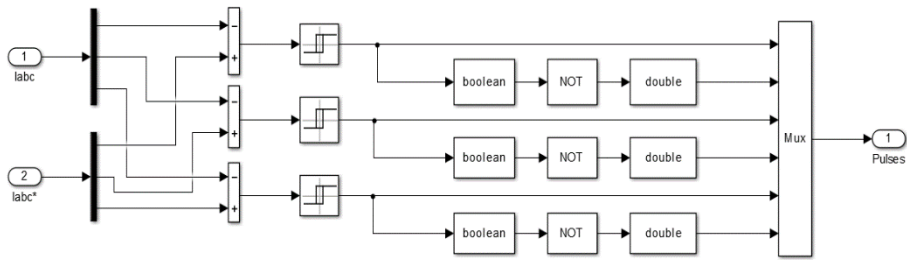 1
Iabc
2
Iabc*
−
+
−
+
−
+
boolean NOT double
boolean NOT double
boolean NOT double
Mux
1
Pulses